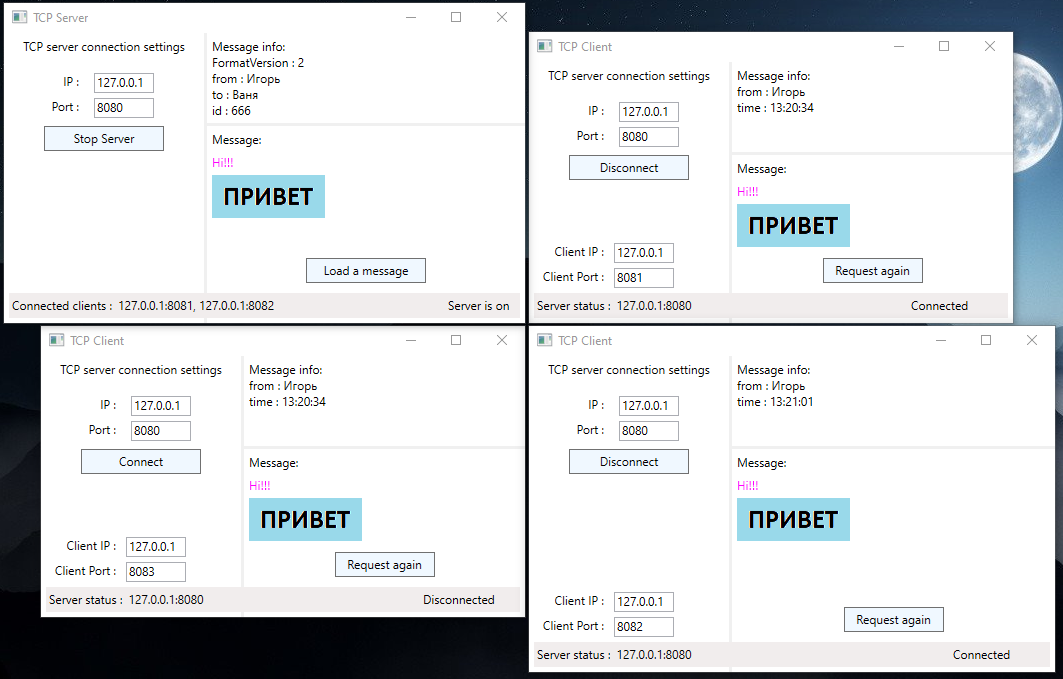 TCP Server
TCP server connection settings
IP : 127.0.0.1
Port : 8080
Stop Server
Message info:
FormatVersion : 2
from : Игорь
to : Ваня
id : 666
Message:
Hi!!!
ПРИВЕТ
Load a message
Connected clients : 127.0.0.1:8081, 127.0.0.1:8082
Server is on
TCP Client
TCP server connection settings
IP : 127.0.0.1
Port : 8080
Disconnect
Client IP : 127.0.0.1
Client Port : 8081
Message info:
from : Игорь
time : 13:20:34
Message:
Hi!!!
ПРИВЕТ
Request again
Server status : 127.0.0.1:8080
Connected
TCP Client
TCP server connection settings
IP : 127.0.0.1
Port : 8080
Connect
Client IP : 127.0.0.1
Client Port : 8083
Message info:
from : Игорь
time : 13:20:34
Message:
Hi!!!
ПРИВЕТ
Request again
Server status : 127.0.0.1:8080
Disconnected
TCP Client
TCP server connection settings
IP : 127.0.0.1
Port : 8080
Disconnect
Client IP : 127.0.0.1
Client Port : 8082
Message info:
from : Игорь
time : 13:21:01
Message:
Hi!!!
ПРИВЕТ
Request again
Server status : 127.0.0.1:8080
Connected